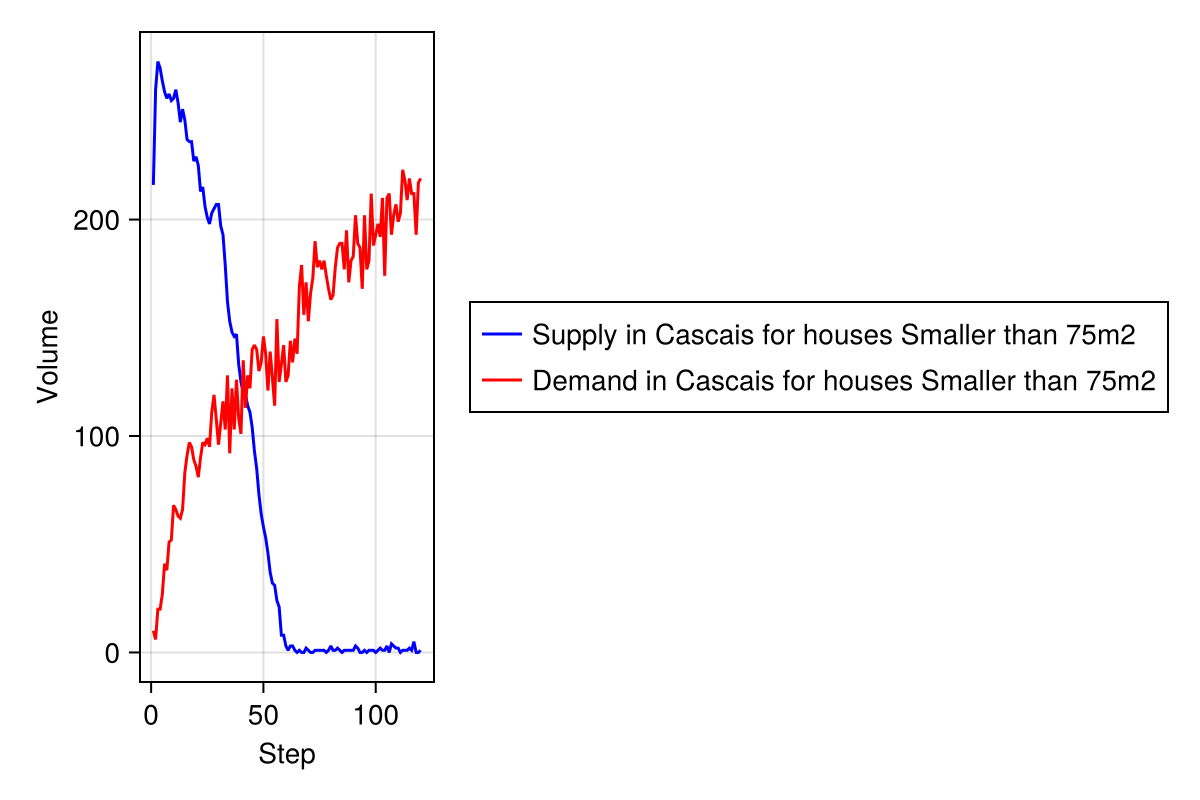 200
100
0
Volume
0 50 100
Step
Supply in Cascais for houses Smaller than 75m2
Demand in Cascais for houses Smaller than 75m2